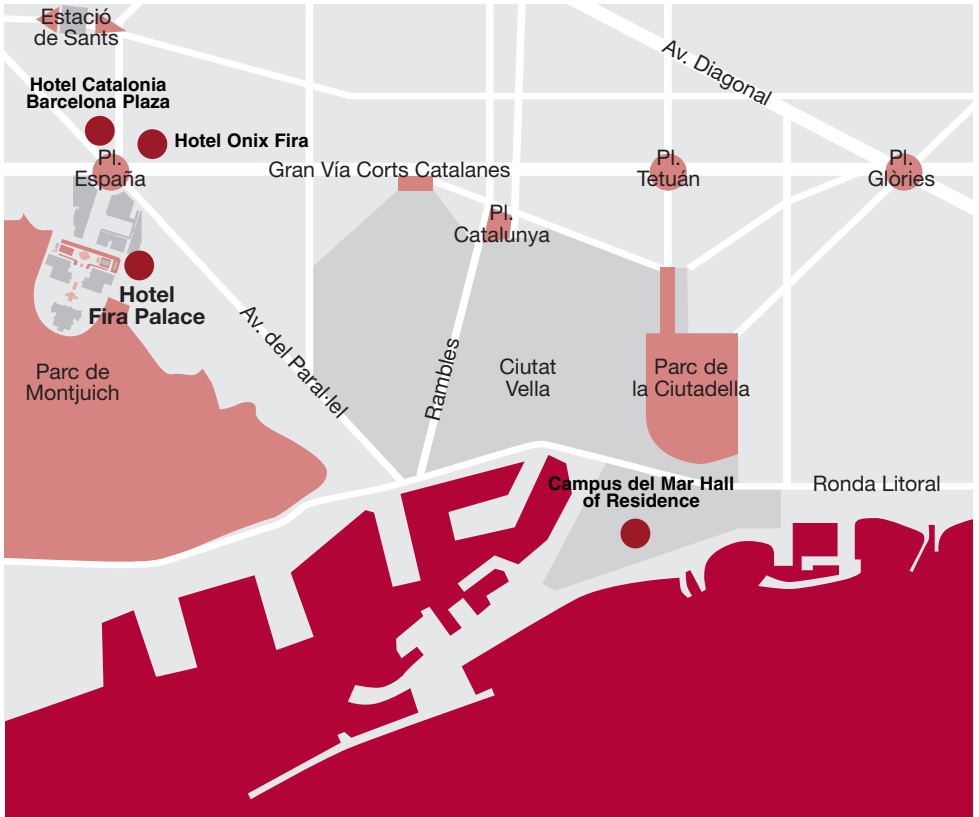 Estació
de Sants
Av. Diagonal
Hotel Catalonia
Barcelona Plaza
Hotel Onix Fira
Pl.
España
Gran Vía Corts Catalanes
Pl.
Tetuán
Pl.
Glòries
Pl.
Catalunya
Hotel
Fira Palace
Av. del Paral·lel
Rambles
Parc de
Montjuich
Ciutat
Vella
Parc de
la Ciutadella
Campus del Mar Hall
of Residence
Ronda Litoral